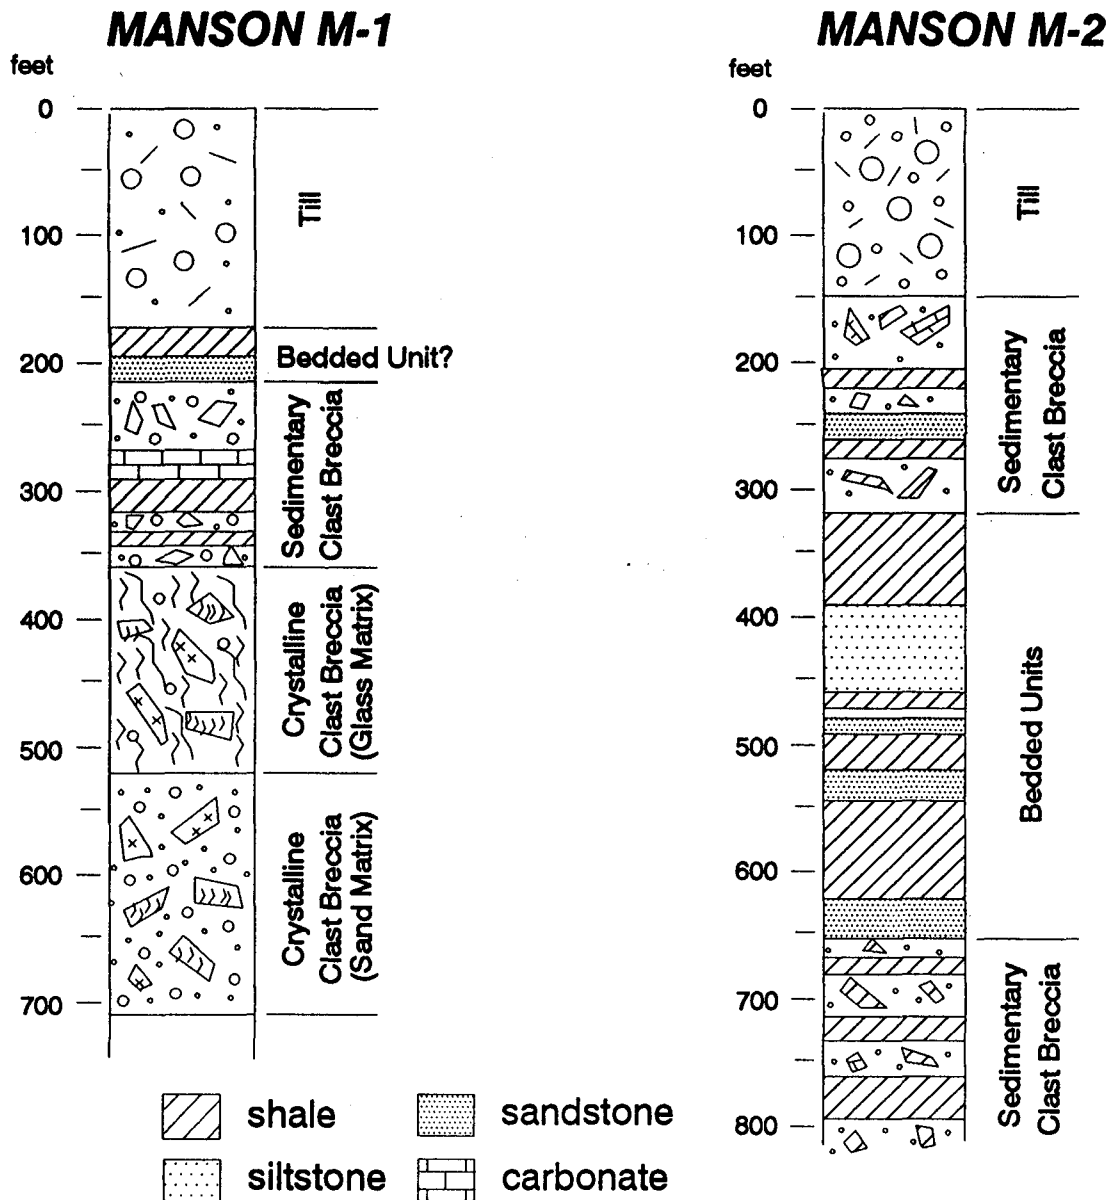 MANSON M-1
feet
0
100
200
300
400
500
600
700
Till
Bedded Unit?
Sedimentary
Clast Breccia
Crystalline
Clast Breccia
(Glass Matrix)
Crystalline
Clast Breccia
(Sand Matrix)
MANSON M-2
feet
0
100
200
300
400
500
600
700
800
Till
Sedimentary
Clast Breccia
Bedded Units
Sedimentary
Clast Breccia
shale
sandstone
siltstone
carbonate